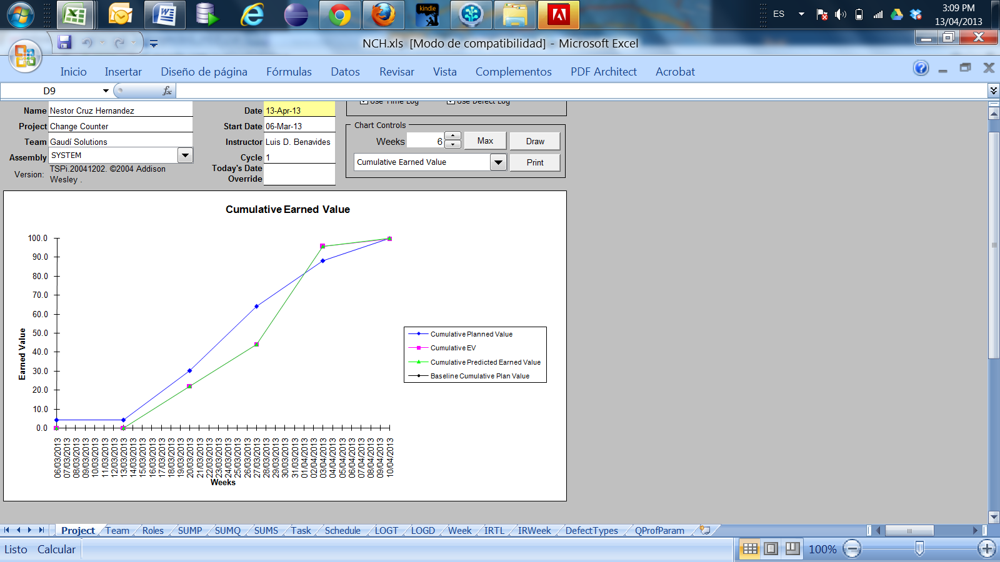 kindle
ES
3:09 PM
13/04/2013
NCH.xls [Modo de compatibilidad] - Microsoft Excel
Inicio Insertar Diseño de página Fórmulas Datos Revisar Vista Complementos PDF Architect Acrobat
D9 fx
Use Time Log Use Defect Log
Name Nestor Cruz Hernandez Date 13-Apr-13
Project Change Counter Start Date 06-Mar-13
Team Gaudí Solutions Instructor Luis D. Benavides
Assembly SYSTEM Cycle 1
Version: TSPi.20041202. ©2004 Addison
Wesley .
Today's Date
Override
Chart Controls
Weeks 6 Max Draw
Cumulative Earned Value Print
Cumulative Earned Value
100.0
90.0
80.0
70.0
60.0
50.0
40.0
30.0
20.0
10.0
0.0
Earned Value
06/03/2013
07/03/2013
08/03/2013
09/03/2013
10/03/2013
11/03/2013
12/03/2013
13/03/2013
14/03/2013
15/03/2013
16/03/2013
17/03/2013
18/03/2013
19/03/2013
20/03/2013
21/03/2013
22/03/2013
23/03/2013
24/03/2013
25/03/2013
26/03/2013
27/03/2013
28/03/2013
29/03/2013
30/03/2013
31/03/2013
01/04/2013
02/04/2013
03/04/2013
04/04/2013
05/04/2013
06/04/2013
07/04/2013
08/04/2013
09/04/2013
10/04/2013
Weeks
Cumulative Planned Value
Cumulative EV
Cumulative Predicted Earned Value
Baseline Cumulative Plan Value
Project Team Roles SUMP SUMQ SUMS Task Schedule LOGT LOGD Week IRTL IRWeek DefectTypes QProfParam
Listo Calcular 100%